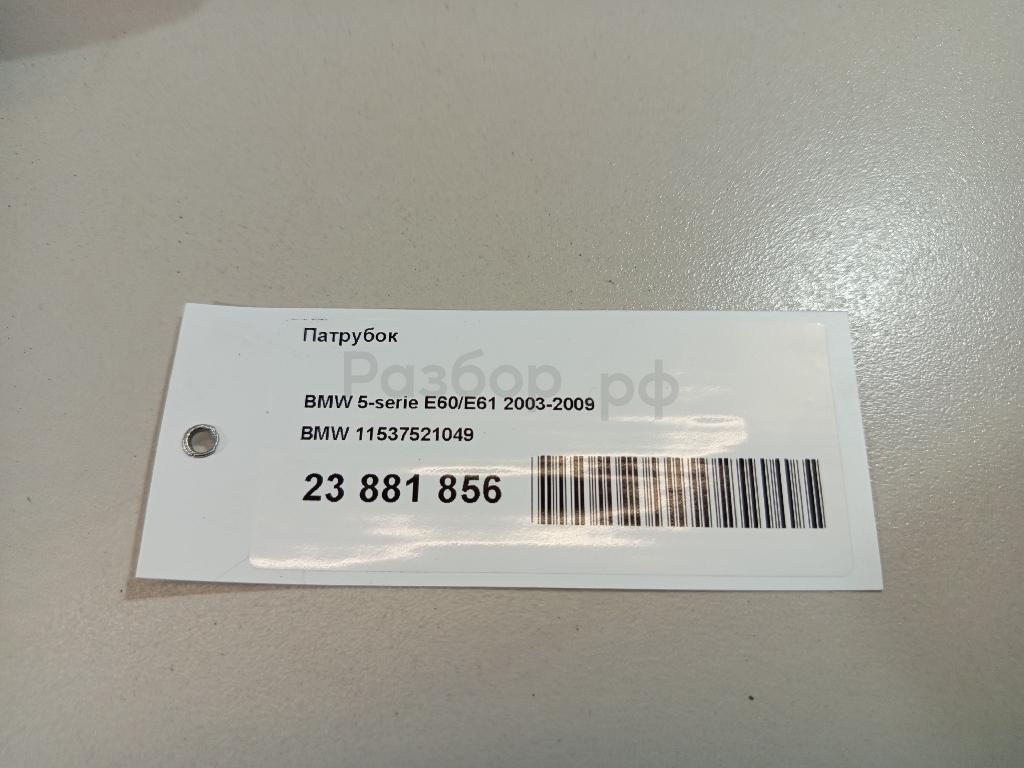 Патрубок
Разбор.рф
BMW 5-serie E60/E61 2003-2009
BMW 11537521049
23 881 856